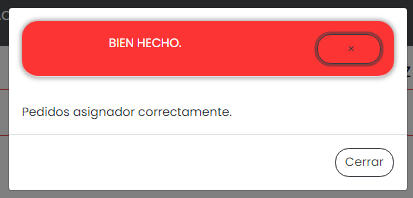 BIEN HECHO.
×
Pedidos asignador correctamente.
Cerrar